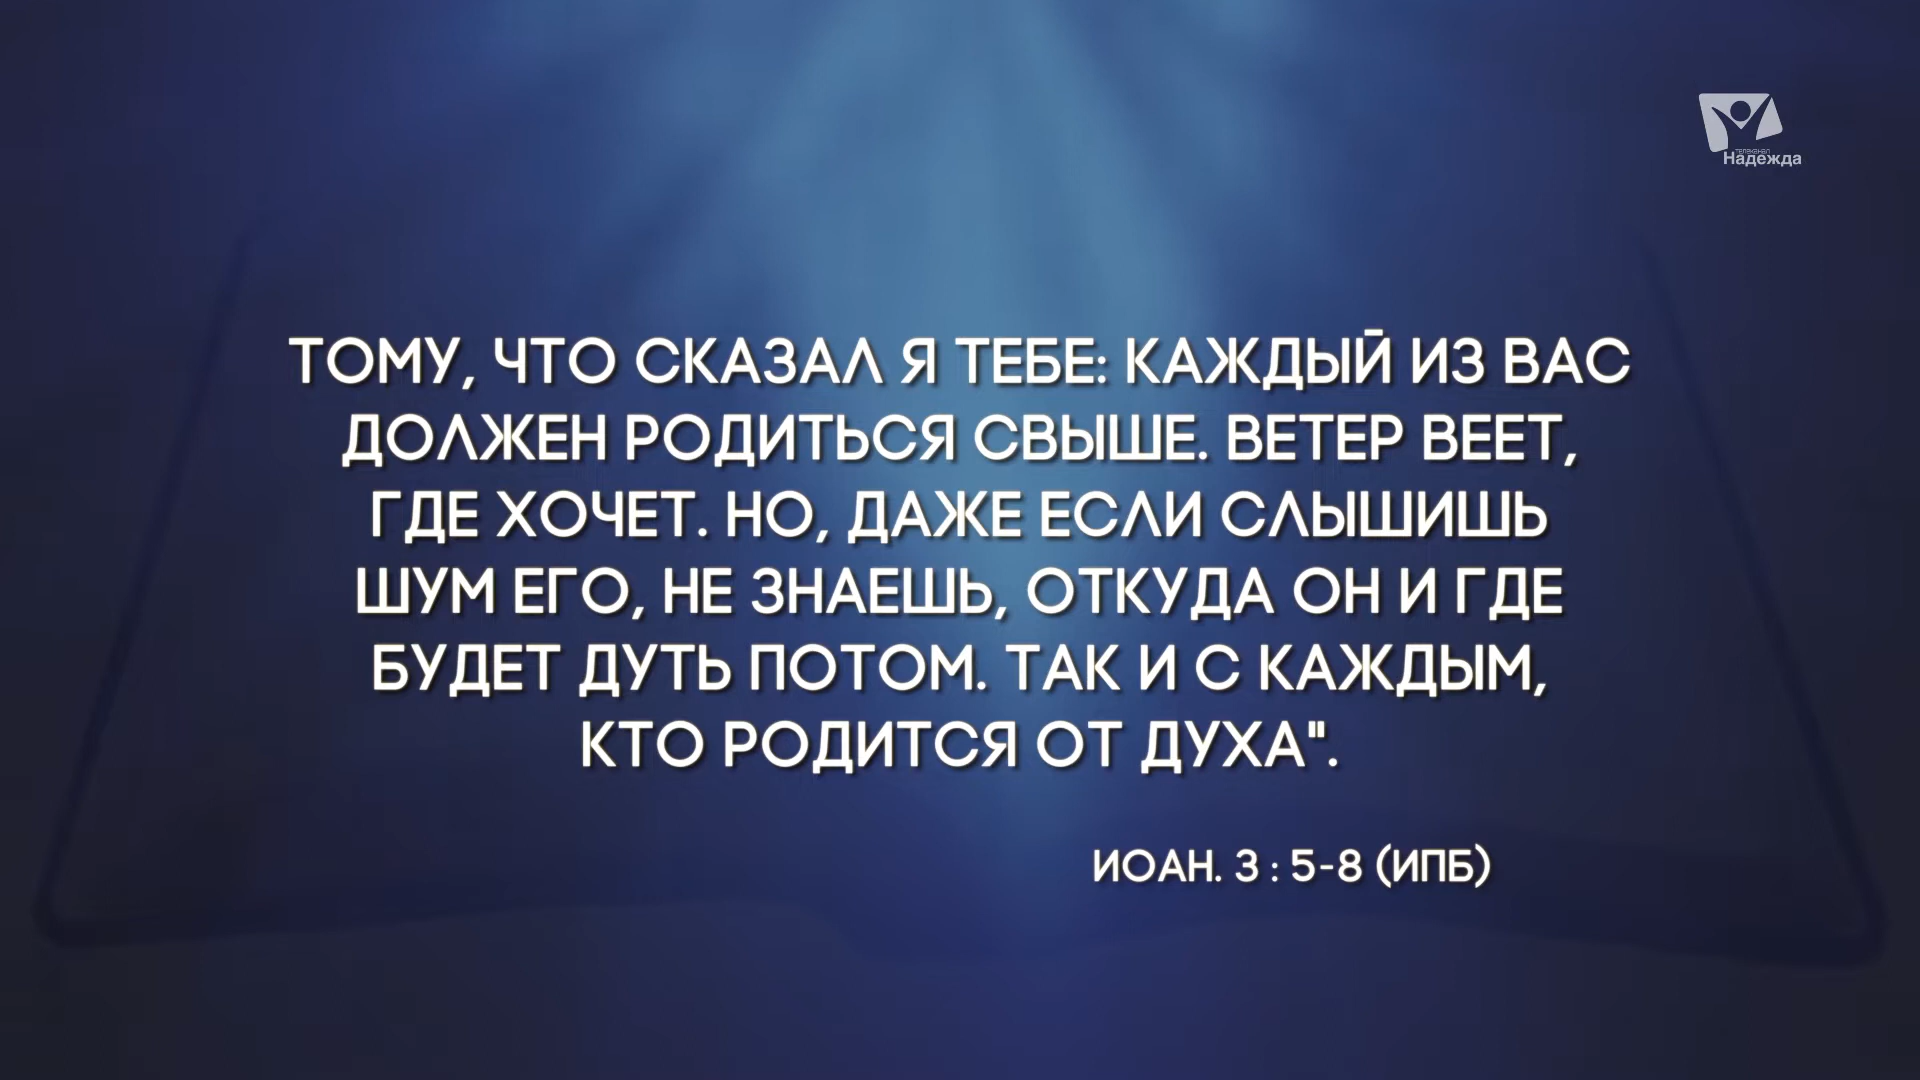 ТЕЛЕКАНАЛ
Надежда
ТОМУ, ЧТО СКАЗАЛ Я ТЕБЕ: КАЖДЫЙ ИЗ ВАС
ДОЛЖЕН РОДИТЬСЯ СВЫШЕ. ВЕТЕР ВЕЕТ,
ГДЕ ХОЧЕТ. НО, ДАЖЕ ЕСЛИ СЛЫШИШЬ
ШУМ ЕГО, НЕ ЗНАЕШЬ, ОТКУДА ОН И ГДЕ
БУДЕТ ДУТЬ ПОТОМ. ТАК И С КАЖДЫМ,
КТО РОДИТСЯ ОТ ДУХА".
ИОАН. 3 : 5-8 (ИПБ)